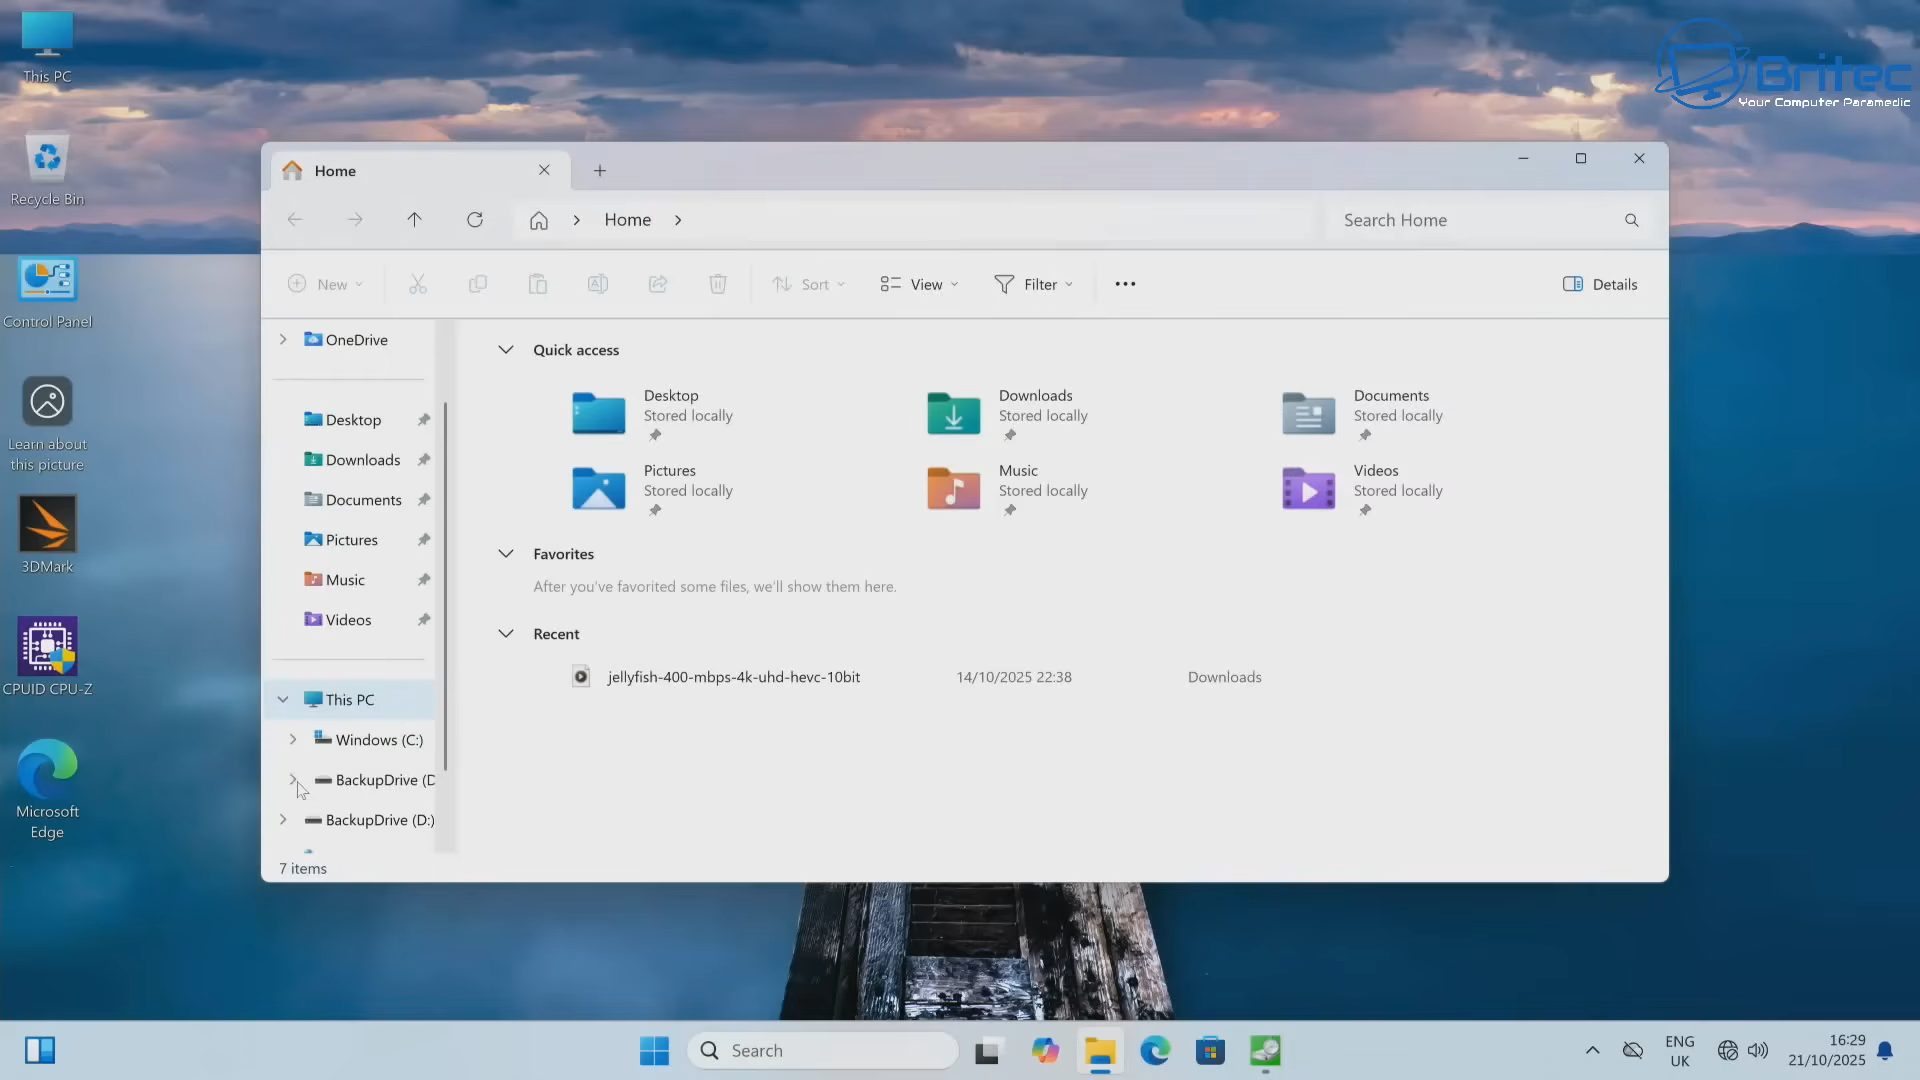 This PC
Recycle Bin
Control Panel
Learn about
this picture
3DMark
CPUID CPU-Z
Microsoft
Edge
Britec
Your Computer Paramedic
Home
Home
Search Home
New
Sort
View
Filter
Details
OneDrive
Desktop
Downloads
Documents
Pictures
Music
Videos
This PC
Windows (C:)
BackupDrive (D
BackupDrive (D:)
Quick access
Desktop
Stored locally
Downloads
Stored locally
Documents
Stored locally
Pictures
Stored locally
Music
Stored locally
Videos
Stored locally
Favorites
After you've favorited some files, we'll show them here.
Recent
jellyfish-400-mbps-4k-uhd-hevc-10bit 14/10/2025 22:38 Downloads
7 items
Search
ENG
UK
16:29
21/10/2025